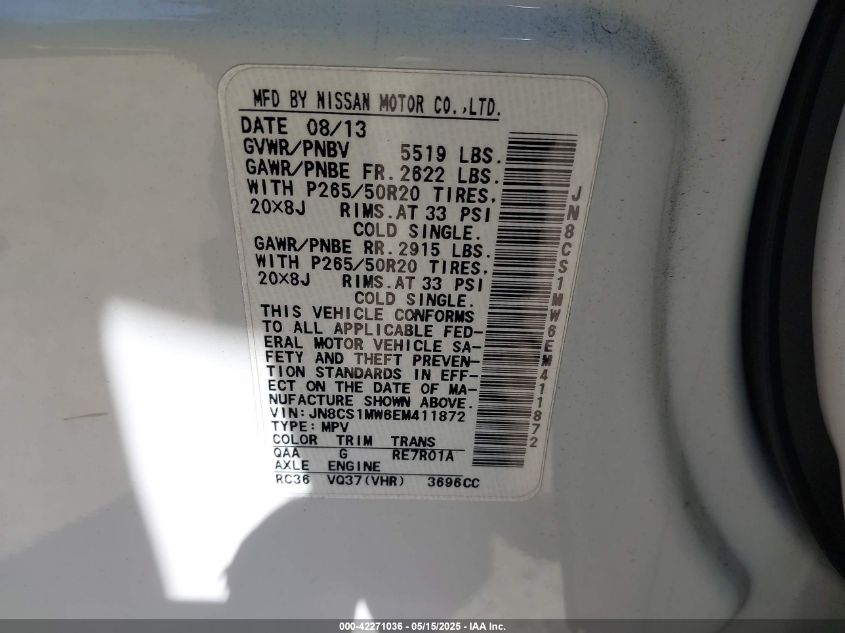 MFD BY NISSAN MOTOR CO.,LTD.
DATE 08/13
GVWR/PNBV 5519 LBS.
GAWR/PNBE FR. 2622 LBS.
WITH P265/50R20 TIRES,
20×8J RIMS. AT 33 PSI
COLD SINGLE.
GAWR/PNBE RR. 2915 LBS.
WITH P265/50R20 TIRES,
20×8J RIMS. AT 33 PSI
COLD SINGLE.
THIS VEHICLE CONFORMS
TO ALL APPLICABLE FED-
ERAL MOTOR VEHICLE SA-
FETY AND THEFT PREVEN-
TION STANDARDS IN EFF-
ECT ON THE DATE OF MA-
NUFACTURE SHOWN ABOVE.
VIN: JN8CS1MW6EM411872
TYPE: MPV
COLOR TRIM TRANS
QAA G RE7R01A
AXLE ENGINE
RC36 VQ37(VHR) 3696CC
JN8CS1MW6EM411872
000-42271036 - 05/15/2025 - IAA Inc.